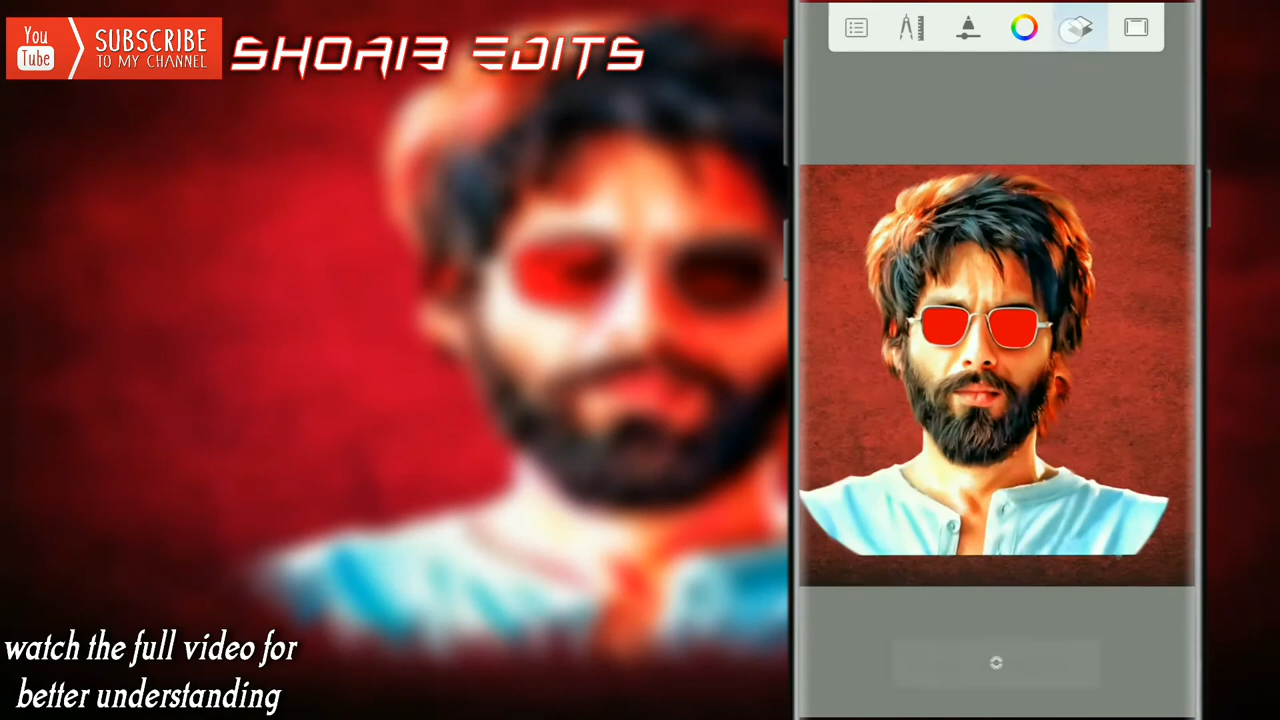 You
Tube
SUBSCRIBE
TO MY CHANNEL
SHOAIB EDITS
watch the full video for
better understanding